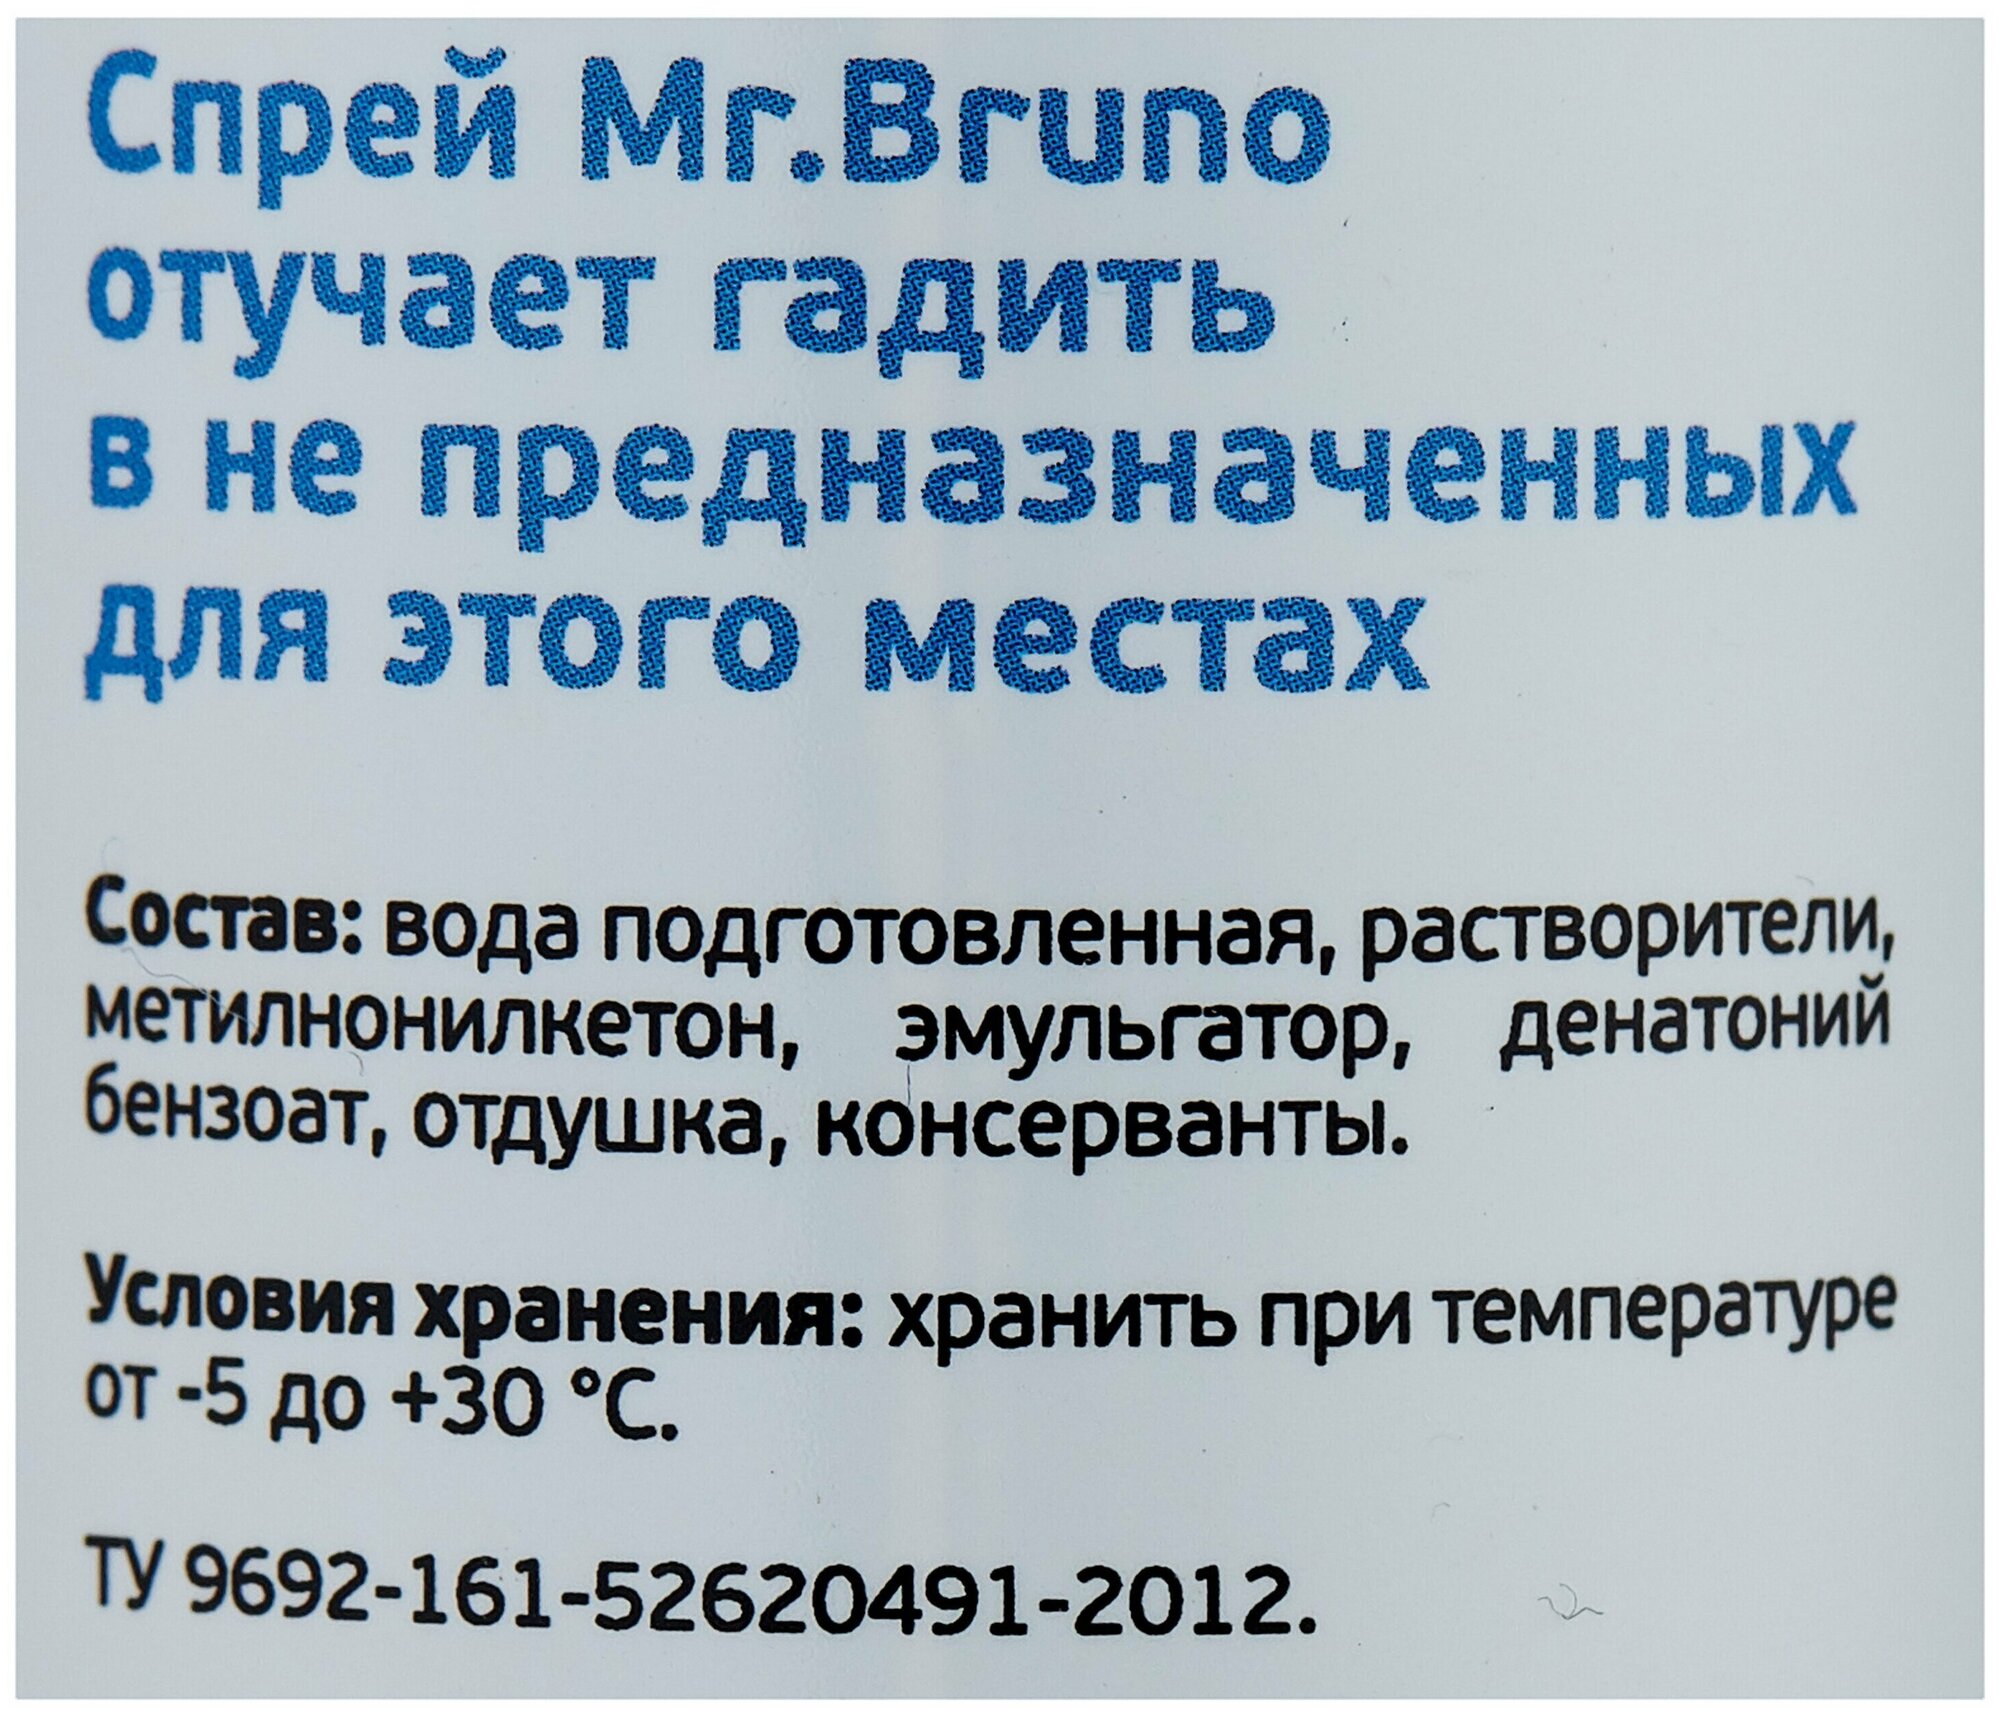 Спрей Mr.Bruno
отучает гадить
в не предназначенных
для этого местах
Состав: вода подготовленная, растворители,
метилнонилкетон, эмульгатор, денатоний
бензоат, отдушка, консерванты.
Условия хранения: хранить при температуре
от -5 до +30 °C.
ТУ 9692-161-52620491-2012.